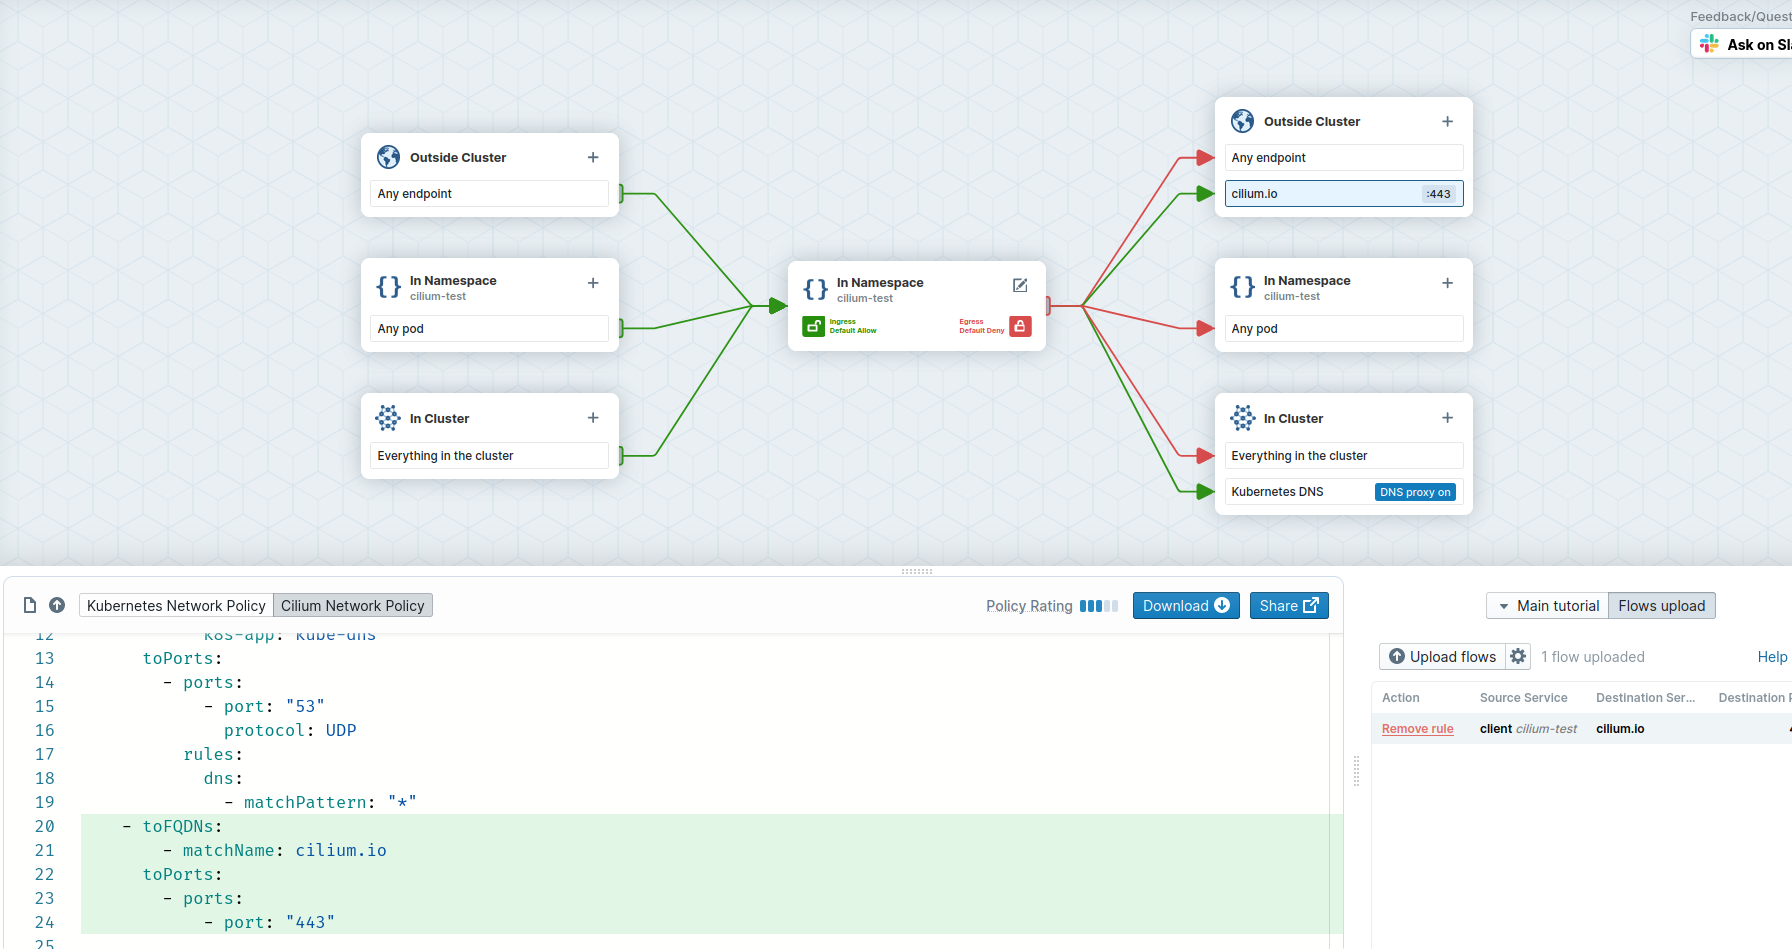 Feedback/Quest
Ask on Sl
Outside Cluster
Any endpoint
In Namespace
cilium-test
Any pod
In Cluster
Everything in the cluster
In Namespace
cilium-test
Ingress
Default Allow
Egress
Default Deny
Outside Cluster
Any endpoint
cilium.io :443
In Namespace
cilium-test
Any pod
In Cluster
Everything in the cluster
Kubernetes DNS DNS proxy on
Kubernetes Network Policy Cilium Network Policy
Policy Rating
Download
Share
12 k8s-app: kube-dns
13 toPorts:
14 - ports:
15 - port: "53"
16 protocol: UDP
17 rules:
18 dns:
19 - matchPattern: "*"
20 - toFQDNs:
21 - matchName: cilium.io
22 toPorts:
23 - ports:
24 - port: "443"
25
Main tutorial Flows upload
Upload flows 1 flow uploaded Help
Action Source Service Destination Ser... Destination
Remove rule client cilium-test cilium.io